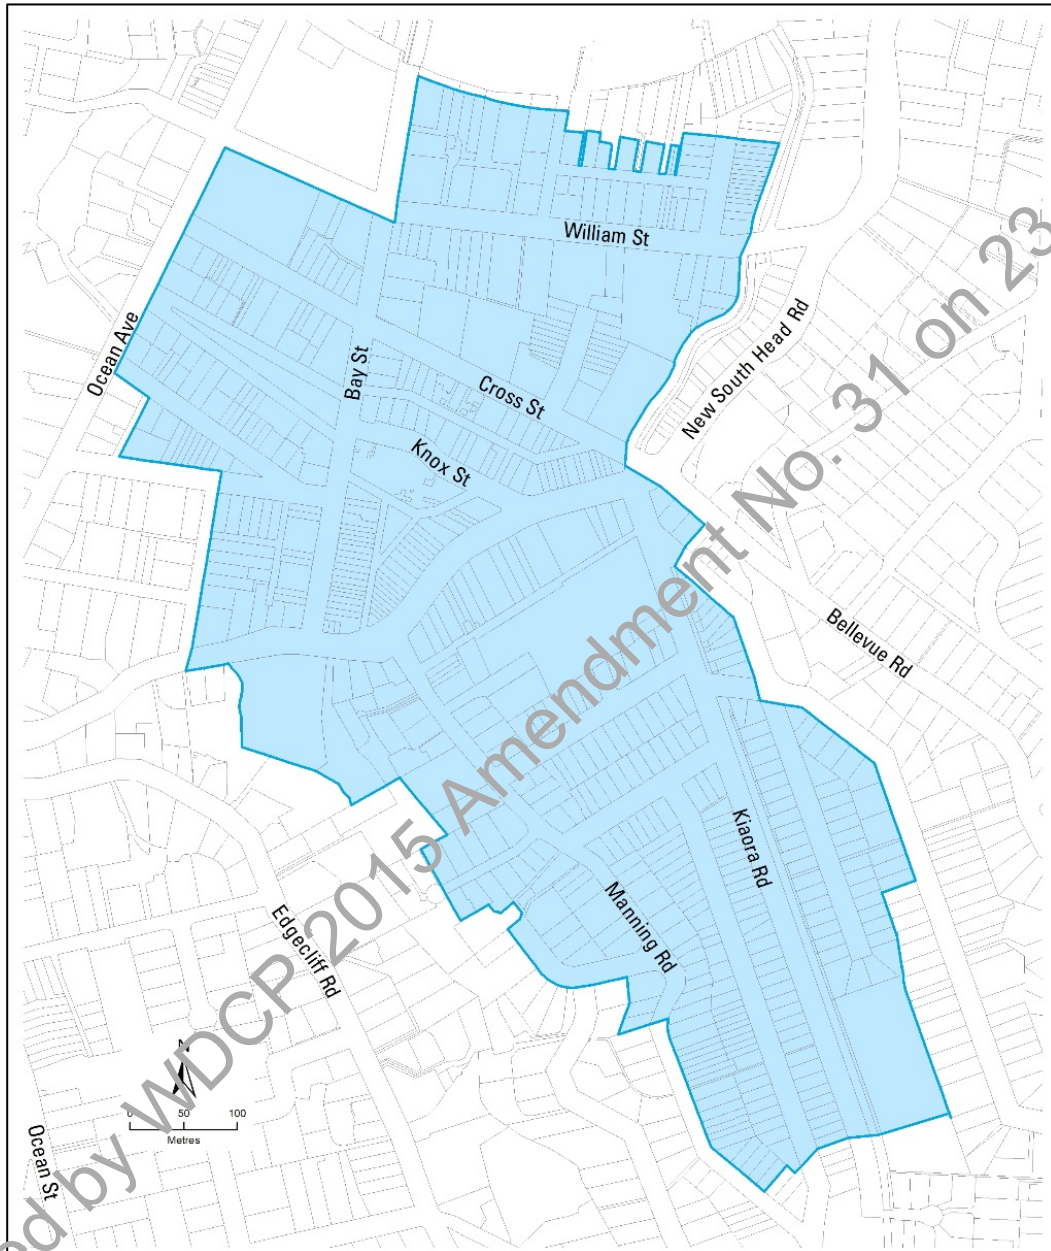 William St
Ocean Ave
Bay St
New South Head Rd
Cross St
Knox St
Bellevue Rd
Kiaora Rd
Manning Rd
Edgecliff Rd
Ocean St
N
0 50 100
Metres
ed by WDCP 2015 Amendment No. 31 on 23